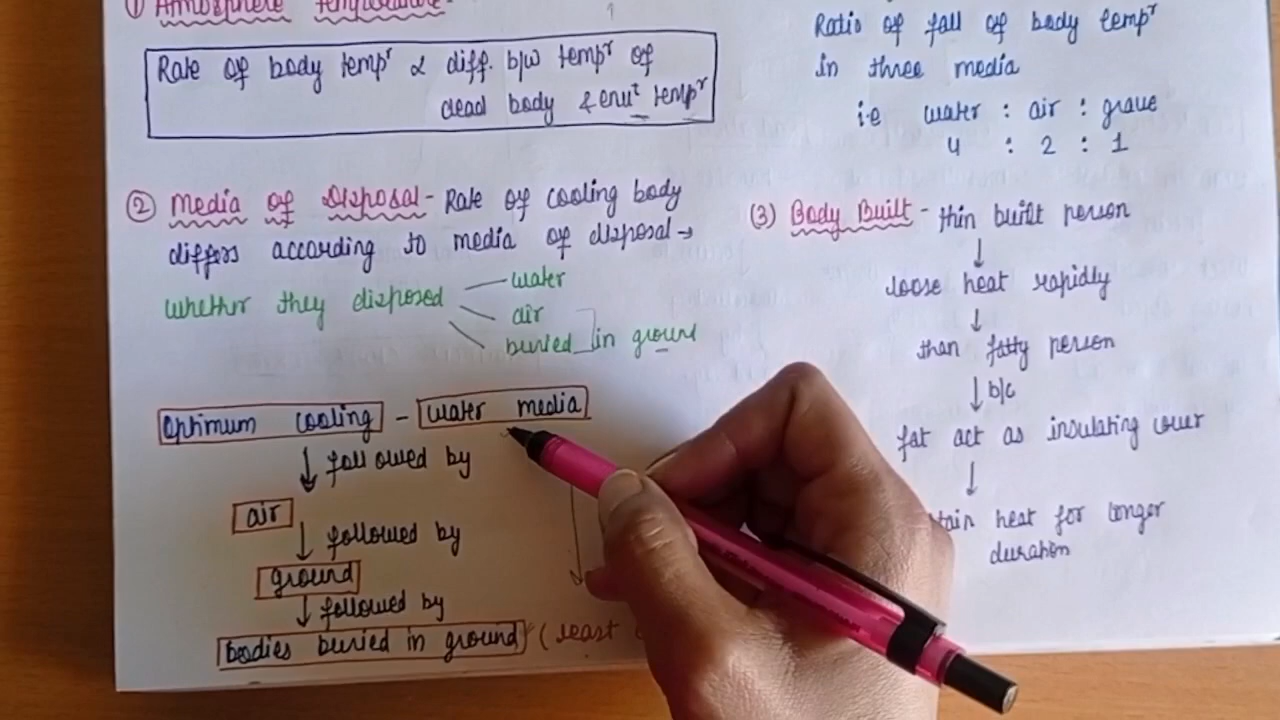 ① Atmosphere temperature-
Rate of body tempʳ α diff. b/w tempʳ of
dead body & envᵗ tempʳ
② Media of Disposal - Rate of cooling body
differs according to media of disposal →
whether they disposed
water
air
buried in ground
Optimum cooling - water media
↓ followed by
air
↓ followed by
ground
↓ followed by
Bodies buried in ground (least
Ratio of fall of body tempʳ
in three media
i.e water : air : grave
4 : 2 : 1
(3) Body Built - thin built person
↓
loose heat rapidly
↓
than fatty person
↓ b/c
fat act as insulating cover
↓
heat for longer
duration